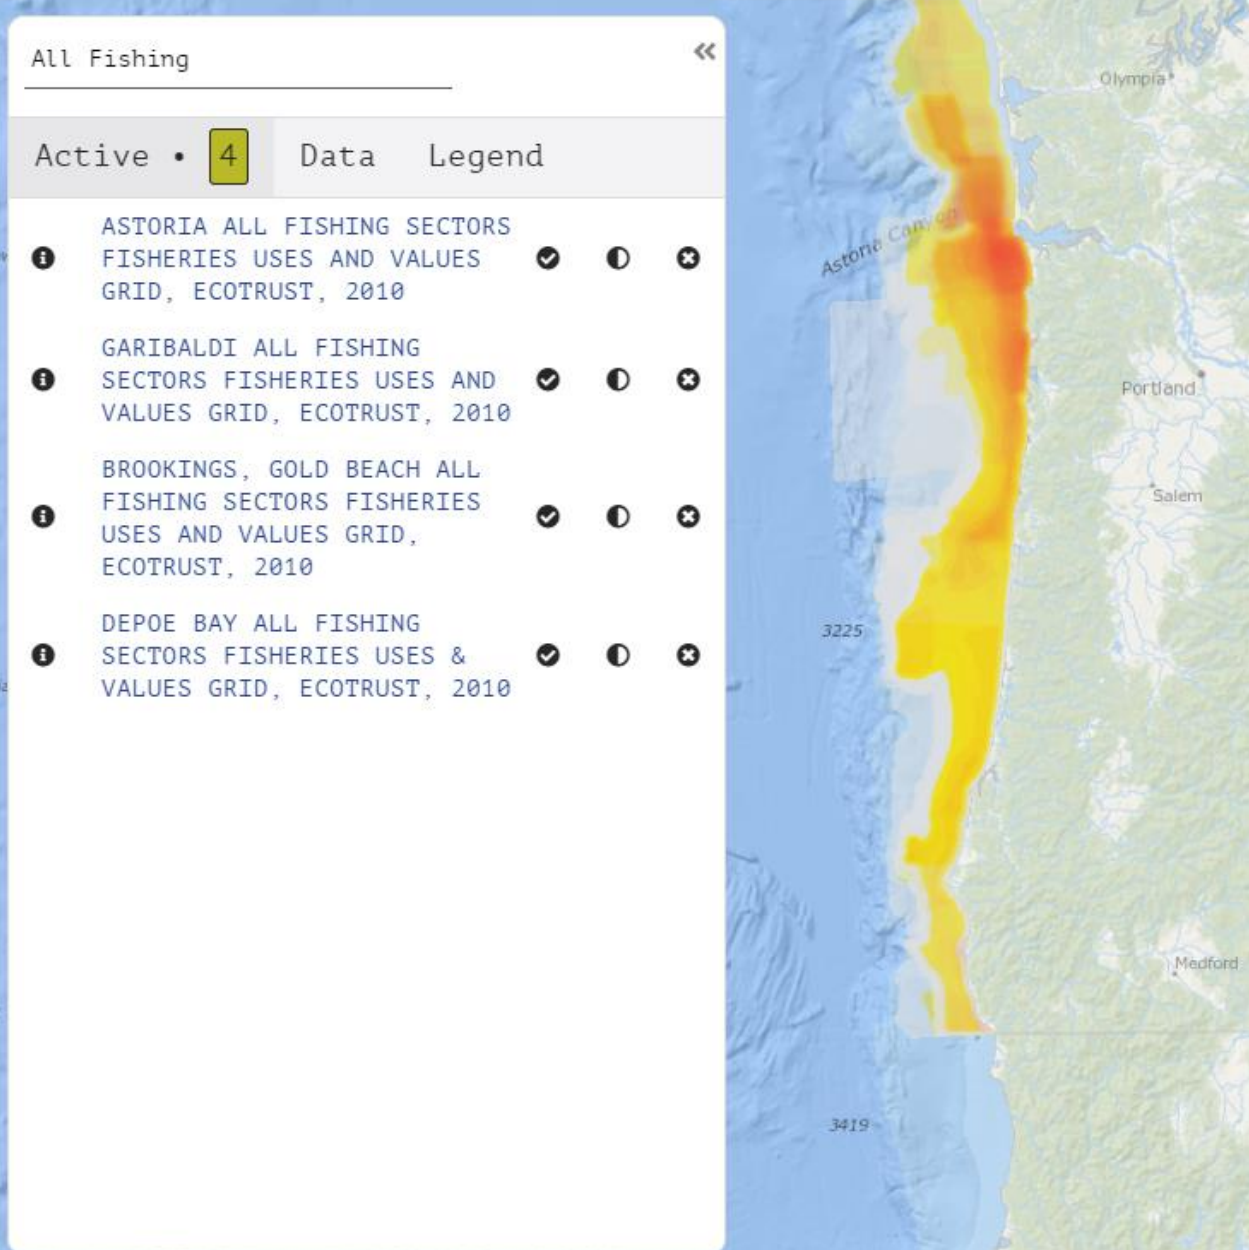 All Fishing
Active • 4 Data Legend
ASTORIA ALL FISHING SECTORS
FISHERIES USES AND VALUES
GRID, ECOTRUST, 2010
GARIBALDI ALL FISHING
SECTORS FISHERIES USES AND
VALUES GRID, ECOTRUST, 2010
BROOKINGS, GOLD BEACH ALL
FISHING SECTORS FISHERIES
USES AND VALUES GRID,
ECOTRUST, 2010
DEPOE BAY ALL FISHING
SECTORS FISHERIES USES &
VALUES GRID, ECOTRUST, 2010
Olympia
Astoria Canyon
Portland
Salem
3225
Medford
3419